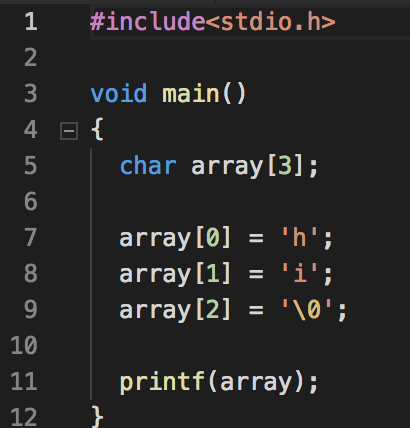 1 #include<stdio.h>
2
3 void main()
4 {
5 char array[3];
6
7 array[0] = 'h';
8 array[1] = 'i';
9 array[2] = '\0';
10
11 printf(array);
12 }